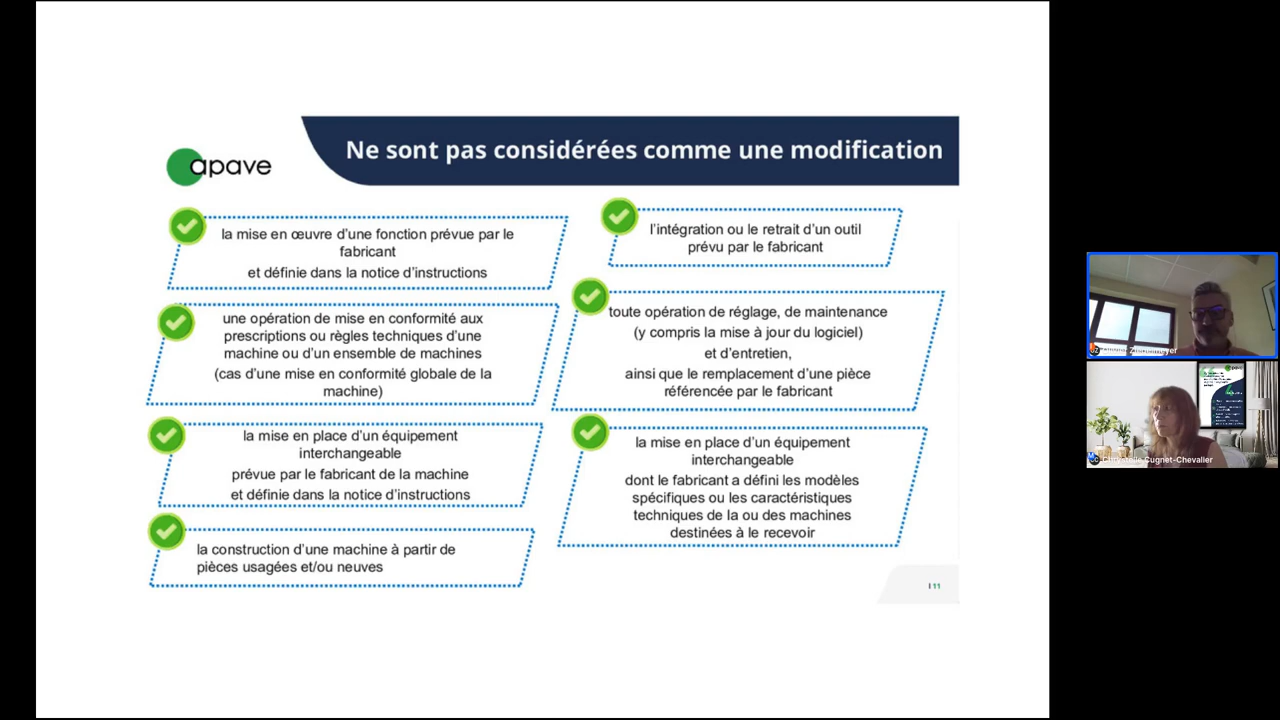 apave
Ne sont pas considérées comme une modification
la mise en œuvre d'une fonction prévue par le
fabricant
et définie dans la notice d'instructions
une opération de mise en conformité aux
prescriptions ou règles techniques d'une
machine ou d'un ensemble de machines
(cas d'une mise en conformité globale de la
machine)
la mise en place d'un équipement
interchangeable
prévue par le fabricant de la machine
et définie dans la notice d'instructions
la construction d'une machine à partir de
pièces usagées et/ou neuves
l'intégration ou le retrait d'un outil
prévu par le fabricant
toute opération de réglage, de maintenance
(y compris la mise à jour du logiciel)
et d'entretien,
ainsi que le remplacement d'une pièce
référencée par le fabricant
la mise en place d'un équipement
interchangeable
dont le fabricant a défini les modèles
spécifiques ou les caractéristiques
techniques de la ou des machines
destinées à le recevoir
11
Cugnet-Chevallier